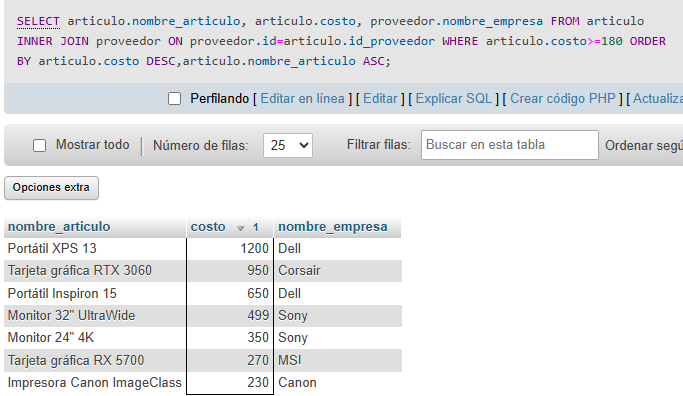 SELECT articulo.nombre_articulo, articulo.costo, proveedor.nombre_empresa FROM articulo
INNER JOIN proveedor ON proveedor.id=articulo.id_proveedor WHERE articulo.costo>=180 ORDER
BY articulo.costo DESC,articulo.nombre_articulo ASC;
Perfilando [ Editar en línea ] [ Editar ] [ Explicar SQL ] [ Crear código PHP ] [ Actualiza
Mostrar todo Número de filas: 25 Filtrar filas: Buscar en esta tabla Ordenar segú
Opciones extra
nombre_articulo costo 1 nombre_empresa
Portátil XPS 13 1200 Dell
Tarjeta gráfica RTX 3060 950 Corsair
Portátil Inspiron 15 650 Dell
Monitor 32" UltraWide 499 Sony
Monitor 24" 4K 350 Sony
Tarjeta gráfica RX 5700 270 MSI
Impresora Canon ImageClass 230 Canon